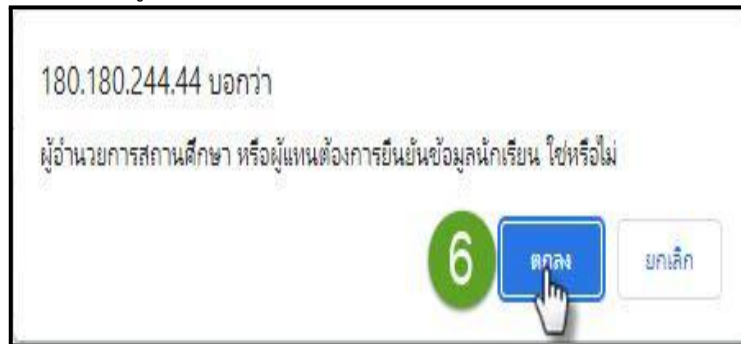 180.180.244.44 บอกว่า
ผู้อำนวยการสถานศึกษา หรือผู้แทนต้องการยืนยันข้อมูลนักเรียน ใช่หรือไม่
6 ตกลง ยกเลิก